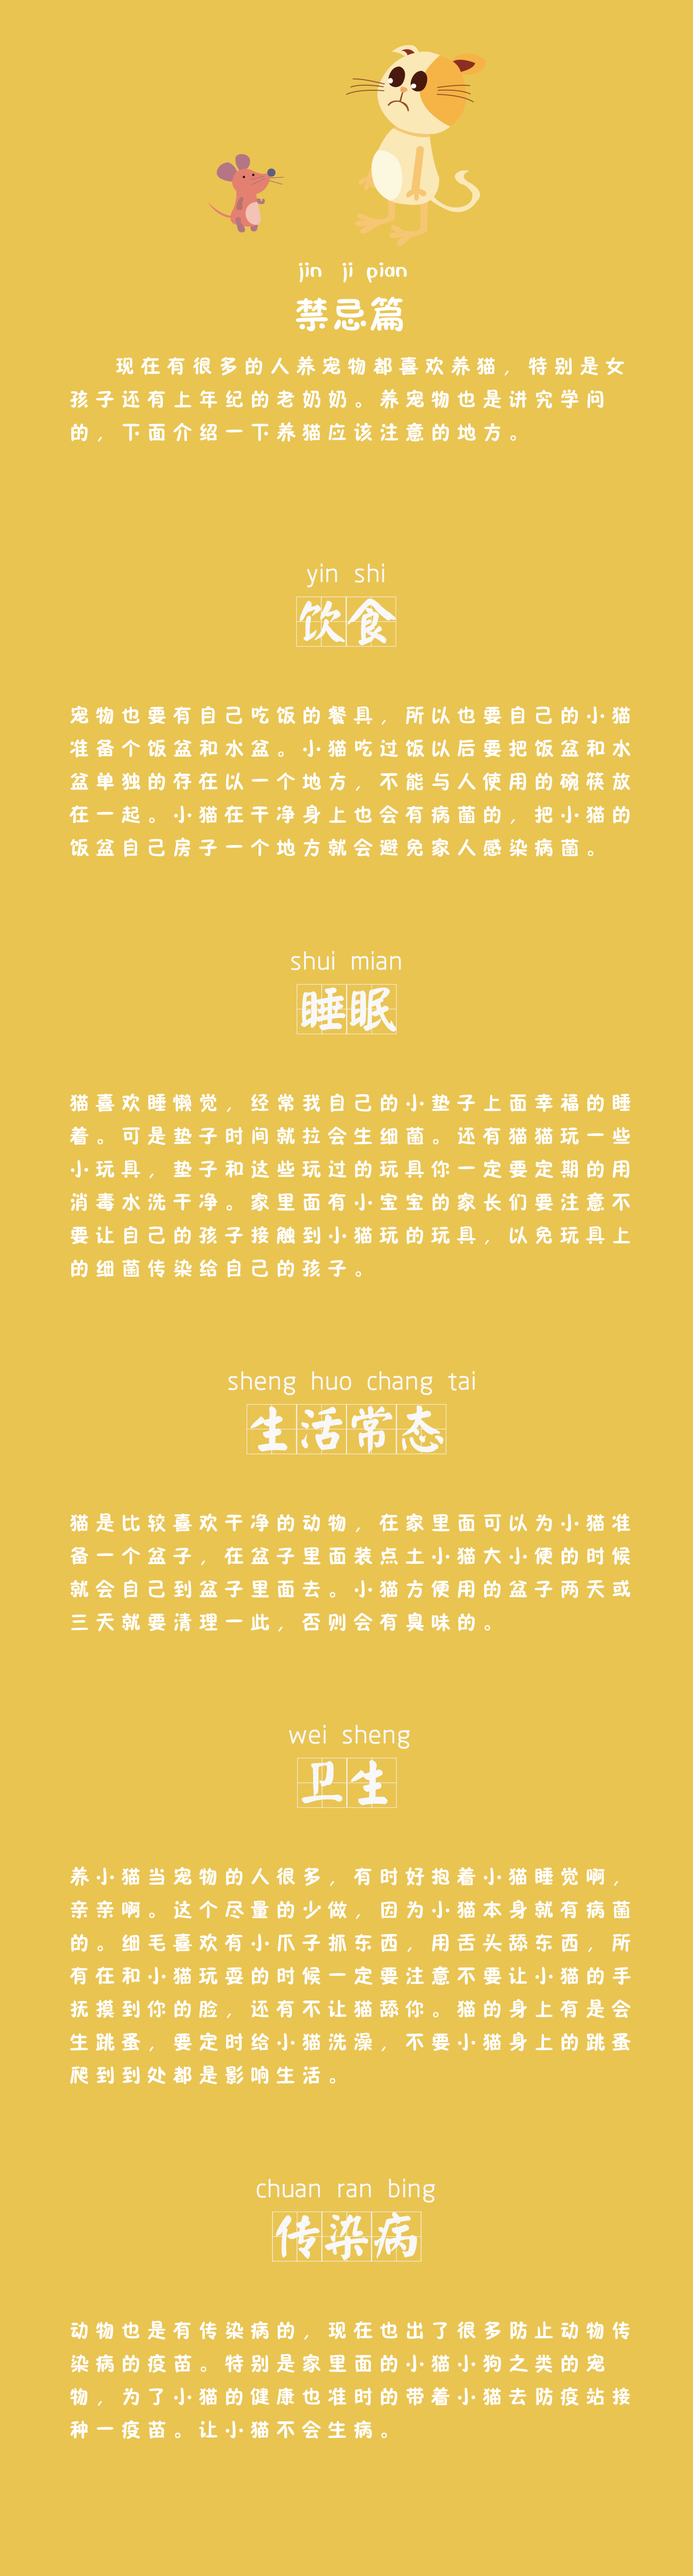 jin ji pian
禁忌篇
现在有很多的人养宠物都喜欢养猫，特别是女
孩子还有上年纪的老奶奶。养宠物也是讲究学问
的，下面介绍一下养猫应该注意的地方。
yin shi
饮食
宠物也要有自己吃饭的餐具，所以也要自己的小猫
准备个饭盆和水盆。小猫吃过饭以后要把饭盆和水
盆单独的存在以一个地方，不能与人使用的碗筷放
在一起。小猫在干净身上也会有病菌的，把小猫的
饭盆自己房子一个地方就会避免家人感染病菌。
shui mian
睡眠
猫喜欢睡懒觉，经常我自己的小垫子上面幸福的睡
着。可是垫子时间就拉会生细菌。还有猫猫玩一些
小玩具，垫子和这些玩过的玩具你一定要定期的用
消毒水洗干净。家里面有小宝宝的家长们要注意不
要让自己的孩子接触到小猫玩的玩具，以免玩具上
的细菌传染给自己的孩子。
sheng huo chang tai
生活常态
猫是比较喜欢干净的动物，在家里面可以为小猫准
备一个盆子，在盆子里面装点土小猫大小便的时候
就会自己到盆子里面去。小猫方便用的盆子两天或
三天就要清理一此，否则会有臭味的。
wei sheng
卫生
养小猫当宠物的人很多，有时好抱着小猫睡觉啊，
亲亲啊。这个尽量的少做，因为小猫本身就有病菌
的。细毛喜欢有小爪子抓东西，用舌头舔东西，所
有在和小猫玩耍的时候一定要注意不要让小猫的手
抚摸到你的脸，还有不让猫舔你。猫的身上有是会
生跳蚤，要定时给小猫洗澡，不要小猫身上的跳蚤
爬到到处都是影响生活。
chuan ran bing
传染病
动物也是有传染病的，现在也出了很多防止动物传
染病的疫苗。特别是家里面的小猫小狗之类的宠
物，为了小猫的健康也准时的带着小猫去防疫站接
种一疫苗。让小猫不会生病。